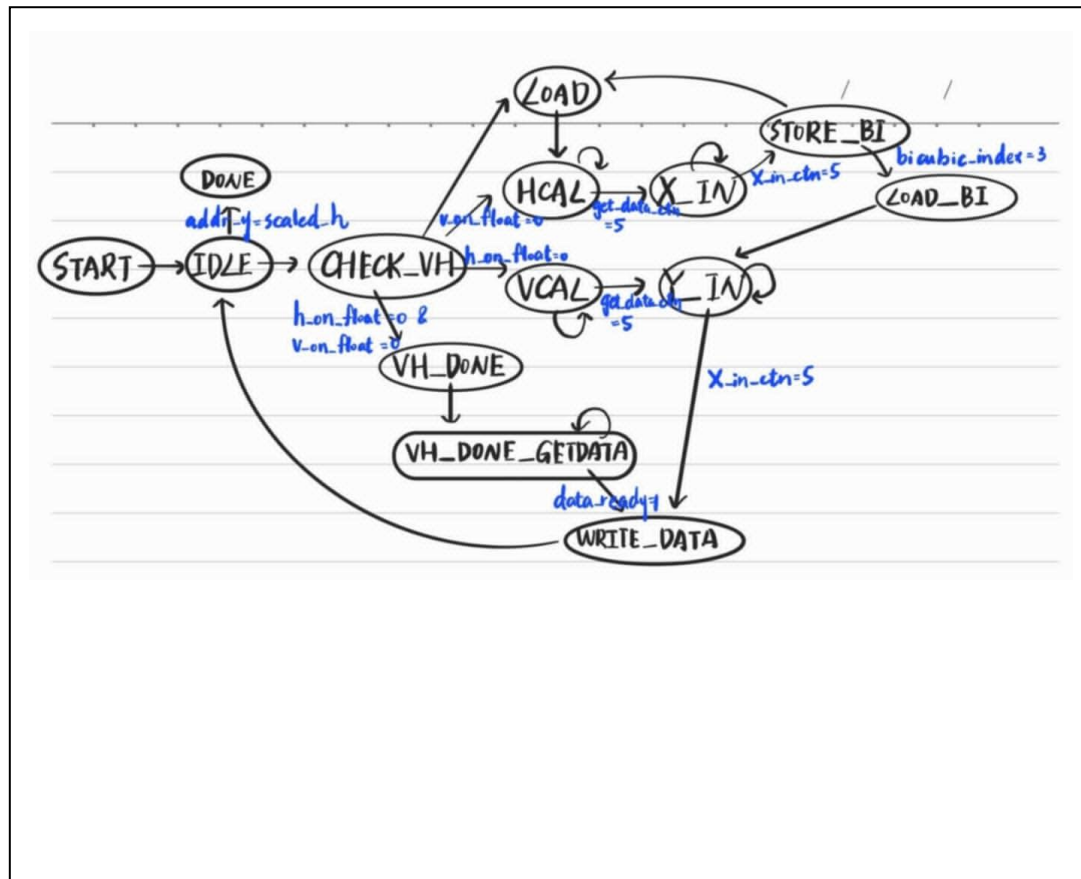 LOAD
STORE_BI
bicubic_index=3
DONE
HCAL
X_IN
X_in_ctn=5
LOAD_BI
addr_y=scaled_h
v_on_float=0
get_data_ctn
=5
START
IDLE
CHECK_VH
h_on_float=0
VCAL
Y_IN
get_data_ctn
=5
h_on_float=0 &
v_on_float=0
VH_DONE
X_in_ctn=5
VH_DONE_GETDATA
data_ready=1
WRITE_DATA